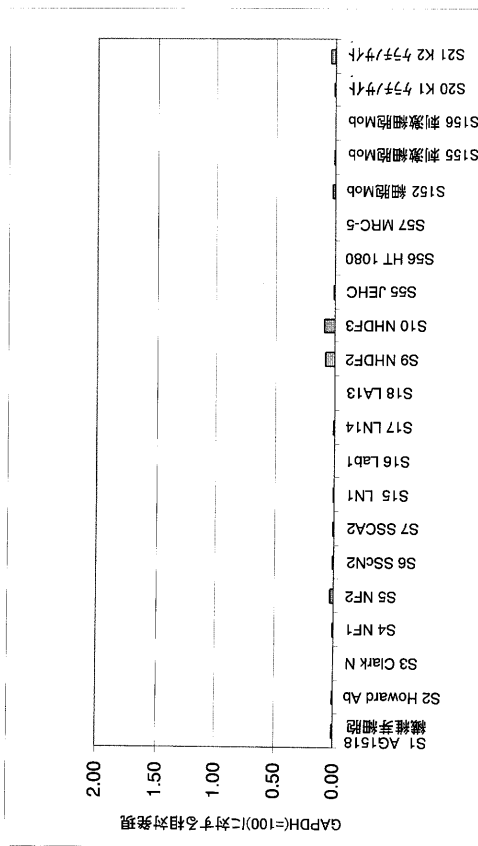 S21 K2 ケラチノサイト
S20 K1 ケラチノサイト
S156 刺激細胞Mob
S155 刺激細胞Mob
S152 細胞Mob
S57 MRC-5
S56 HT 1080
S55 JEHC
S10 NHDF3
S9 NHDF2
S18 LA13
S17 LN14
S16 Lab1
S15 LN1
S7 SSCA2
S6 SScN2
S5 NF2
S4 NF1
S3 Clark N
S2 Howard Ab
S1 AG1518
繊維芽細胞
2.00
1.50
1.00
0.50
0.00
GAPDH(=100)に対する相対発現